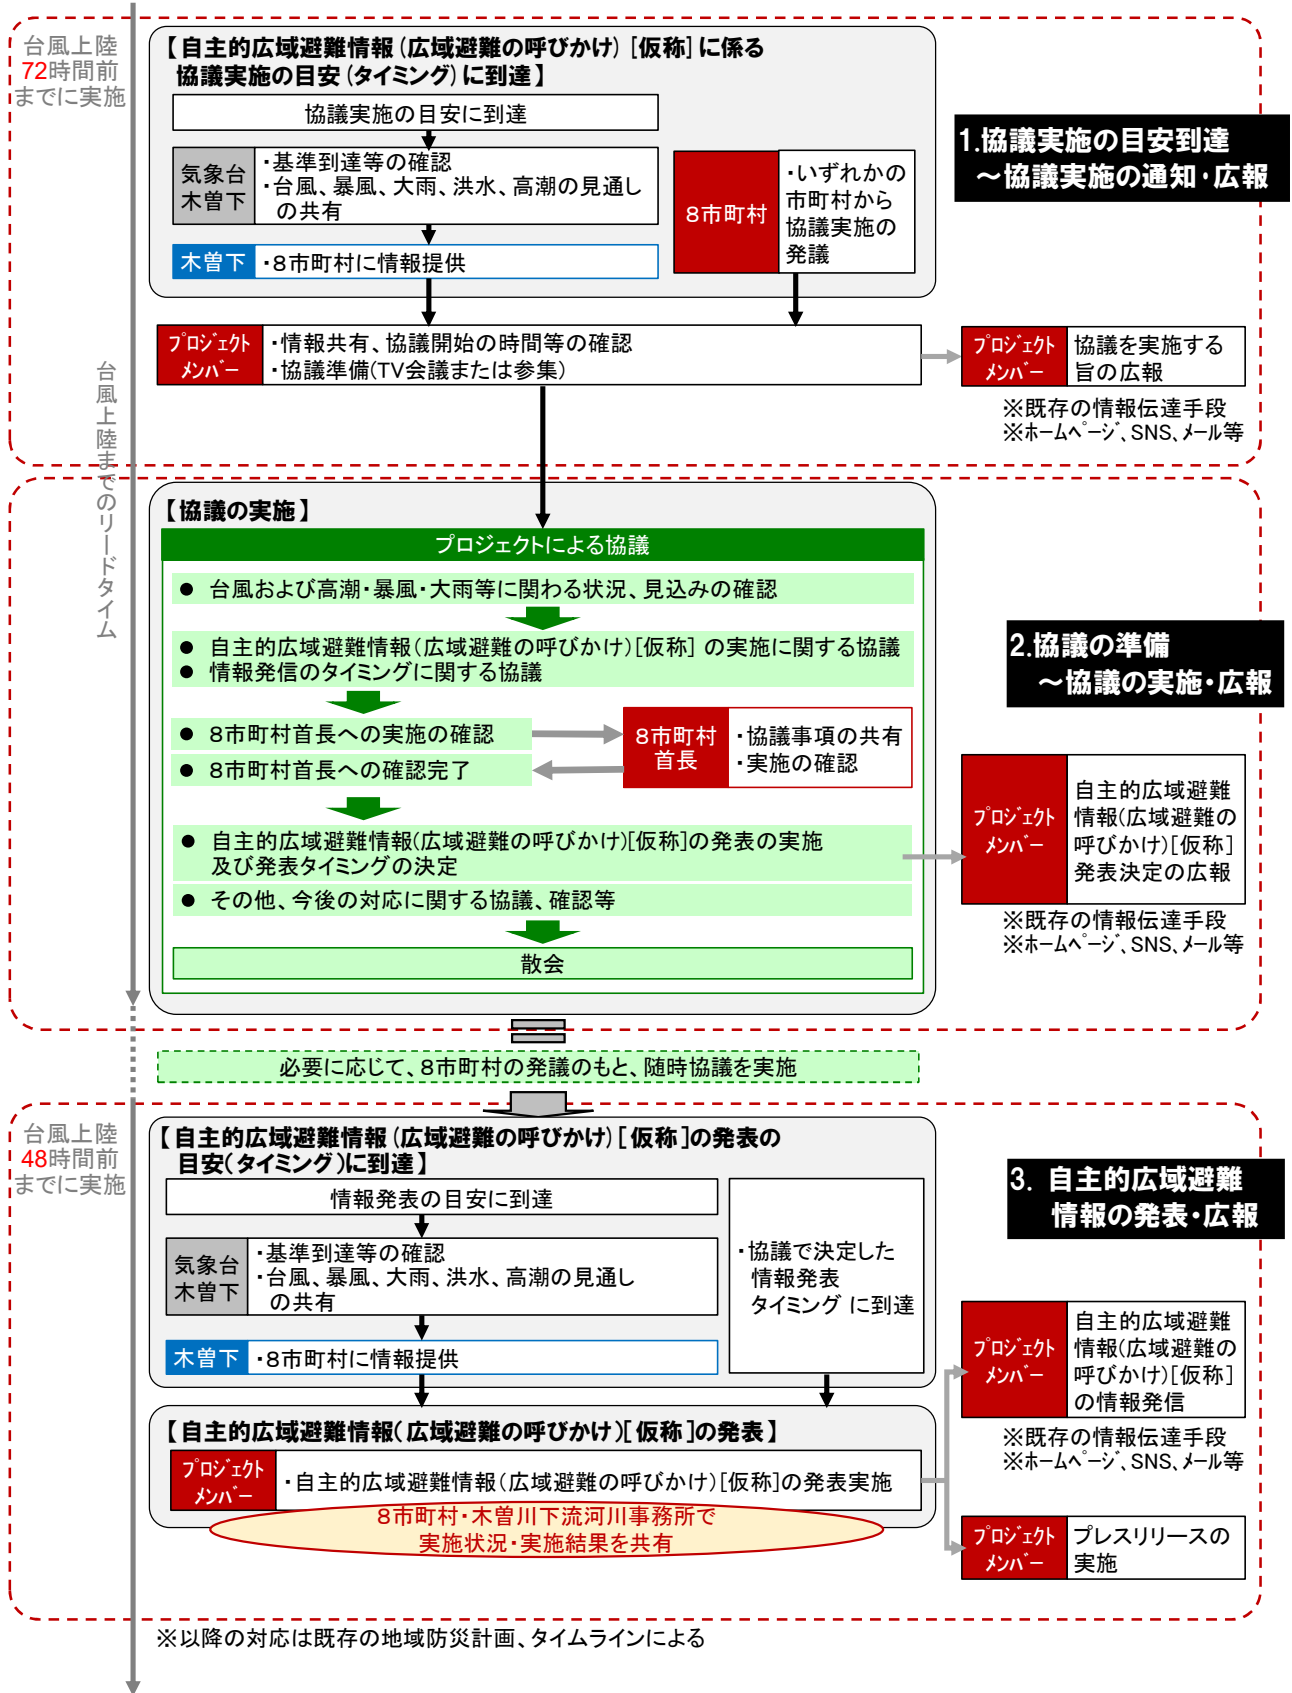 台風上陸
72時間前
までに実施
【自主的広域避難情報（広域避難の呼びかけ）［仮称］に係る
協議実施の目安（タイミング）に到達】
協議実施の目安に到達
気象台
木曽下
・基準到達等の確認
・台風、暴風、大雨、洪水、高潮の見通し
の共有
木曽下
・8市町村に情報提供
8市町村
・いずれかの
市町村から
協議実施の
発議
1.協議実施の目安到達
～協議実施の通知・広報
プロジェクト
メンバー
・情報共有、協議開始の時間等の確認
・協議準備(TV会議または参集)
プロジェクト
メンバー
協議を実施する
旨の広報
※既存の情報伝達手段
※ホームページ、SNS、メール等
台風上陸までのリードタイム
【協議の実施】
プロジェクトによる協議
● 台風および高潮・暴風・大雨等に関わる状況、見込みの確認
● 自主的広域避難情報(広域避難の呼びかけ)[仮称] の実施に関する協議
● 情報発信のタイミングに関する協議
● 8市町村首長への実施の確認
● 8市町村首長への確認完了
8市町村
首長
・協議事項の共有
・実施の確認
● 自主的広域避難情報(広域避難の呼びかけ)[仮称]の発表の実施
及び発表タイミングの決定
● その他、今後の対応に関する協議、確認等
散会
2.協議の準備
～協議の実施・広報
プロジェクト
メンバー
自主的広域避難
情報(広域避難の
呼びかけ)[仮称]
発表決定の広報
※既存の情報伝達手段
※ホームページ、SNS、メール等
必要に応じて、8市町村の発議のもと、随時協議を実施
台風上陸
48時間前
までに実施
【自主的広域避難情報（広域避難の呼びかけ）［仮称］の発表の
目安（タイミング）に到達】
情報発表の目安に到達
気象台
木曽下
・基準到達等の確認
・台風、暴風、大雨、洪水、高潮の見通し
の共有
木曽下
・8市町村に情報提供
・協議で決定した
情報発表
タイミング に到達
3. 自主的広域避難
情報の発表・広報
【自主的広域避難情報（広域避難の呼びかけ）［仮称］の発表】
プロジェクト
メンバー
・自主的広域避難情報(広域避難の呼びかけ)[仮称]の発表実施
8市町村・木曽川下流河川事務所で
実施状況・実施結果を共有
プロジェクト
メンバー
自主的広域避難
情報(広域避難の
呼びかけ)[仮称]
の情報発信
※既存の情報伝達手段
※ホームページ、SNS、メール等
プロジェクト
メンバー
プレスリリースの
実施
※以降の対応は既存の地域防災計画、タイムラインによる